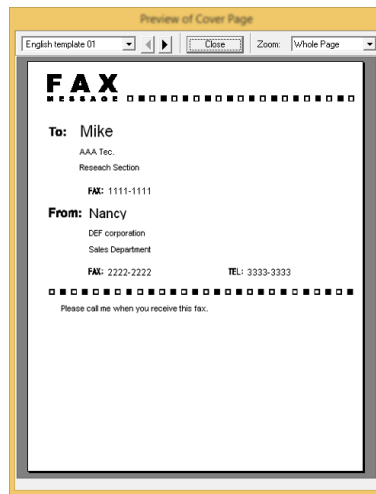 Preview of Cover Page
English template 01 Close Zoom: Whole Page
FAX
MESSAGE
To: Mike
AAA Tec.
Reseach Section
FAX: 1111-1111
From: Nancy
DEF corporation
Sales Department
FAX: 2222-2222 TEL: 3333-3333
Please call me when you receive this fax.